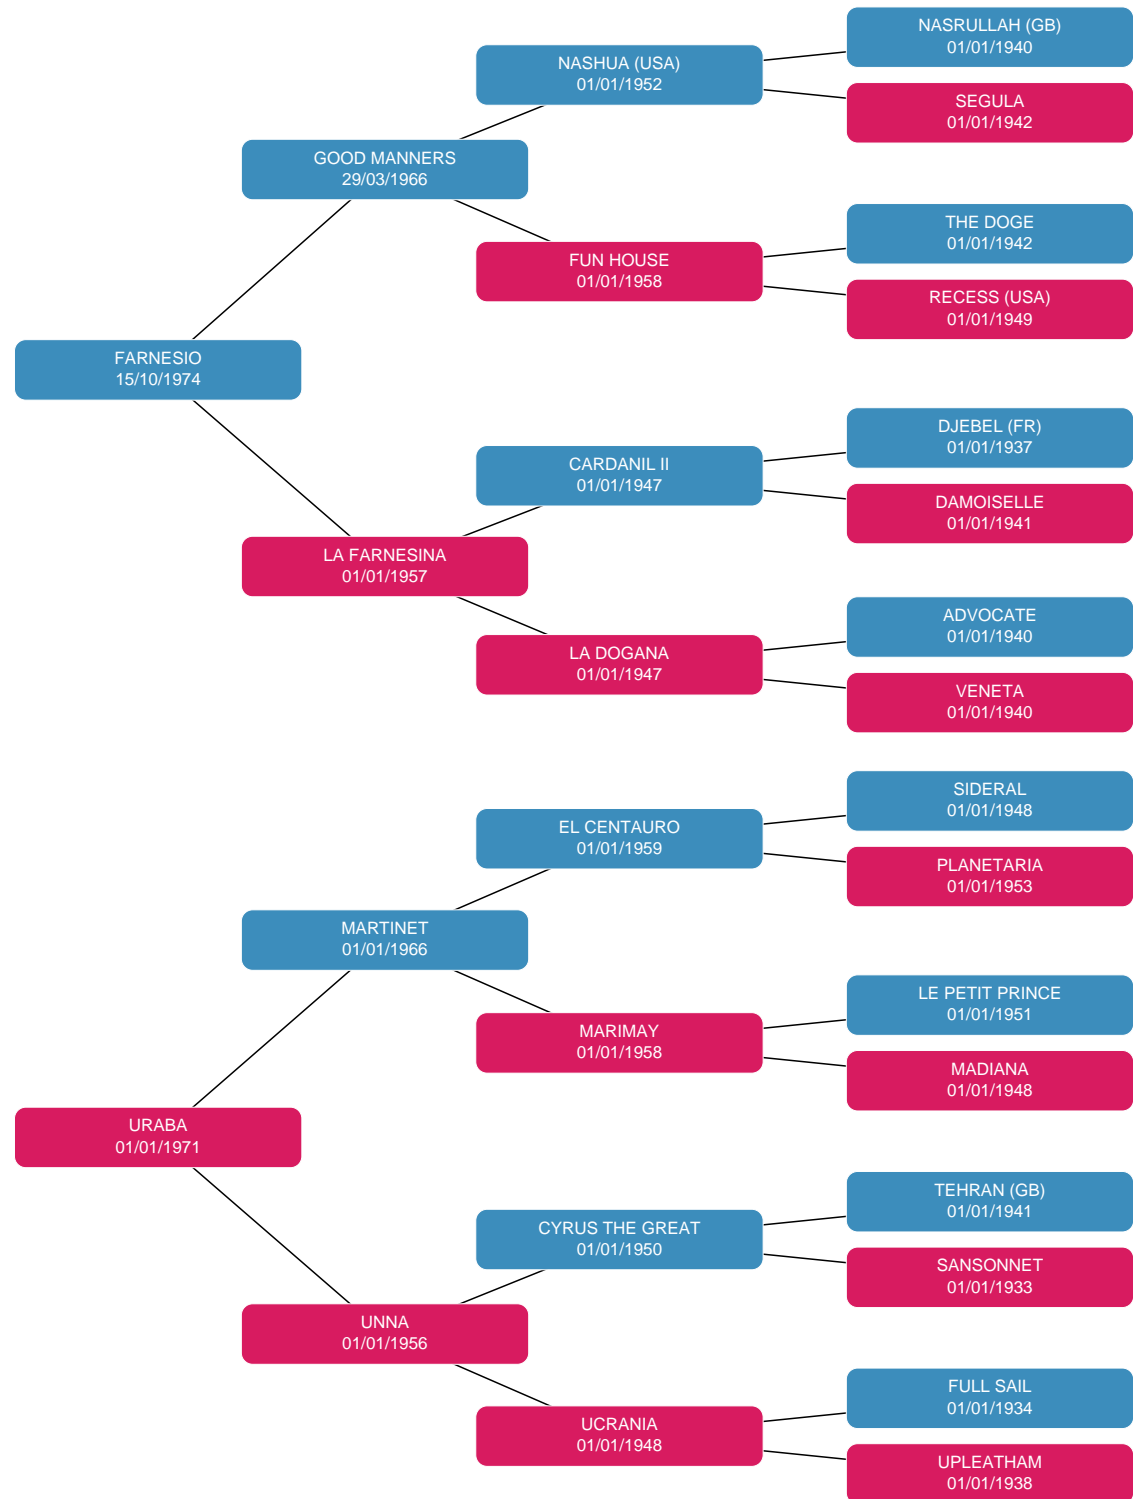 NASRULLAH (GB)
01/01/1940
NASHUA (USA)
01/01/1952
SEGULA
01/01/1942
GOOD MANNERS
29/03/1966
THE DOGE
01/01/1942
FUN HOUSE
01/01/1958
RECESS (USA)
01/01/1949
FARNESIO
15/10/1974
DJEBEL (FR)
01/01/1937
CARDANIL II
01/01/1947
DAMOISELLE
01/01/1941
LA FARNESINA
01/01/1957
ADVOCATE
01/01/1940
LA DOGANA
01/01/1947
VENETA
01/01/1940
SIDERAL
01/01/1948
EL CENTAURO
01/01/1959
PLANETARIA
01/01/1953
MARTINET
01/01/1966
LE PETIT PRINCE
01/01/1951
MARIMAY
01/01/1958
MADIANA
01/01/1948
URABA
01/01/1971
TEHRAN (GB)
01/01/1941
CYRUS THE GREAT
01/01/1950
SANSONNET
01/01/1933
UNNA
01/01/1956
FULL SAIL
01/01/1934
UCRANIA
01/01/1948
UPLEATHAM
01/01/1938